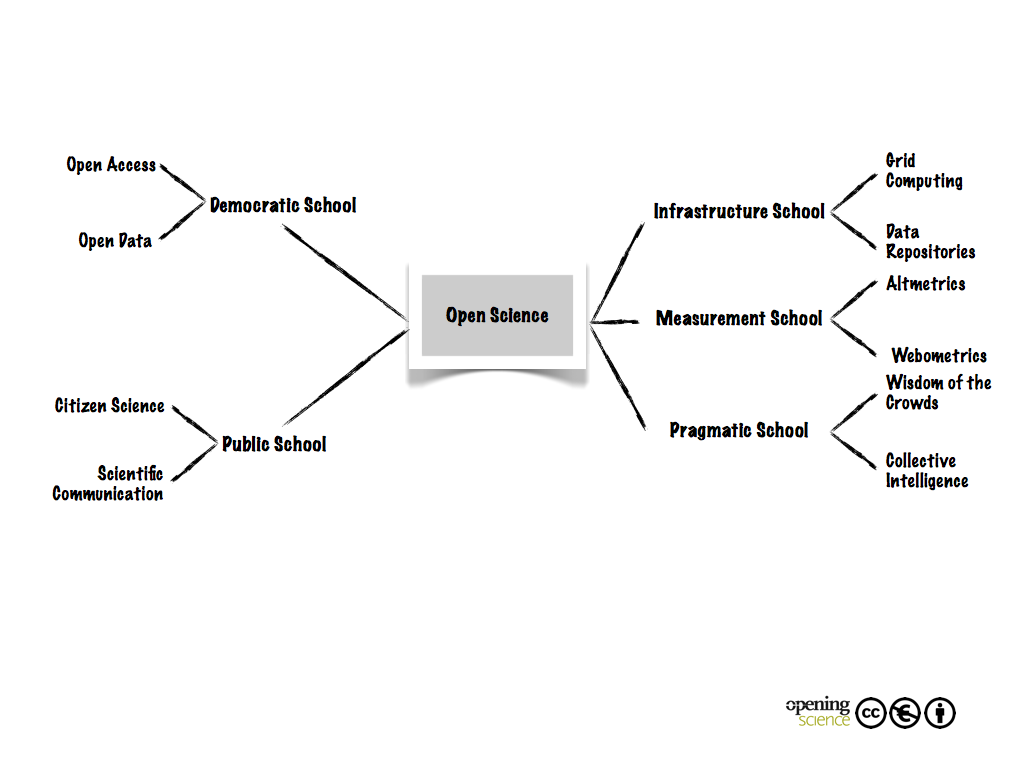 Open Access
Democratic School
Open Data
Open Science
Citizen Science
Public School
Scientific
Communication
Infrastructure School
Grid
Computing
Data
Repositories
Measurement School
Altmetrics
Webometrics
Pragmatic School
Wisdom of the
Crowds
Collective
Intelligence
opening
science
cc